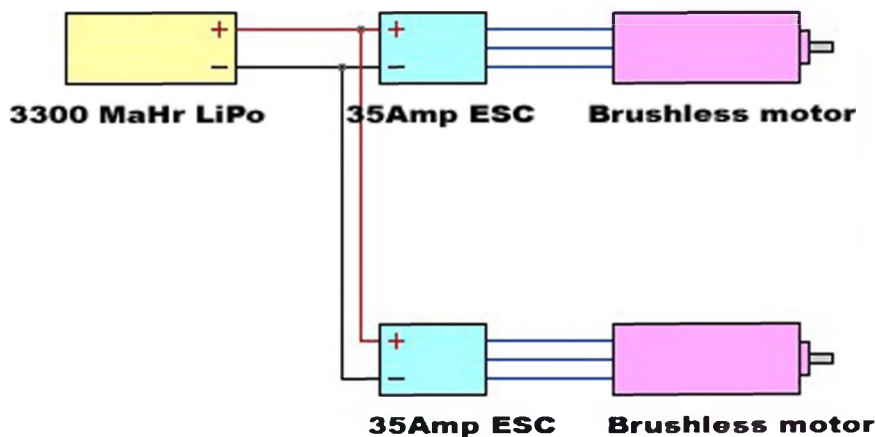 + +
− −
3300 MaHr LiPo 35Amp ESC Brushless motor
+
−
35Amp ESC Brushless motor